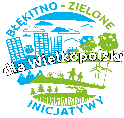 BŁĘKITNO - ZIELONE
dla Wielkopolski
INICJATYWY